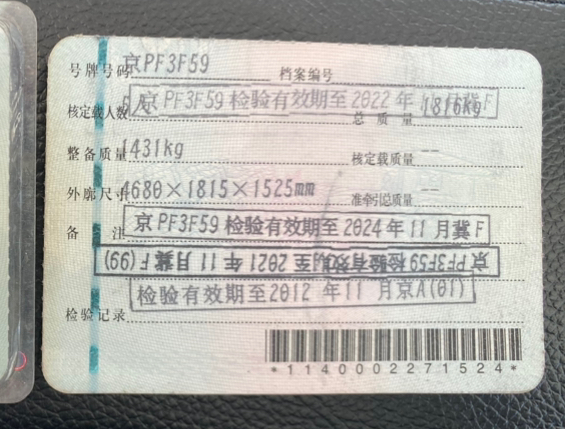 号牌号码 京PF3F59 档案编号
核定载人数 人 总质量 1816kg
京PF3F59 检验有效期至2022年 月冀F
整备质量 1431kg 核定载质量 --
外廓尺寸 4680×1815×1525mm 准牵引总质量 --
备注 京PF3F59 检验有效期至2024年11月冀F
京PF3F59 检验有效期至2021年11月冀F(99)
检验有效期至2012年11月京A(01)
检验记录
*1140002271524*